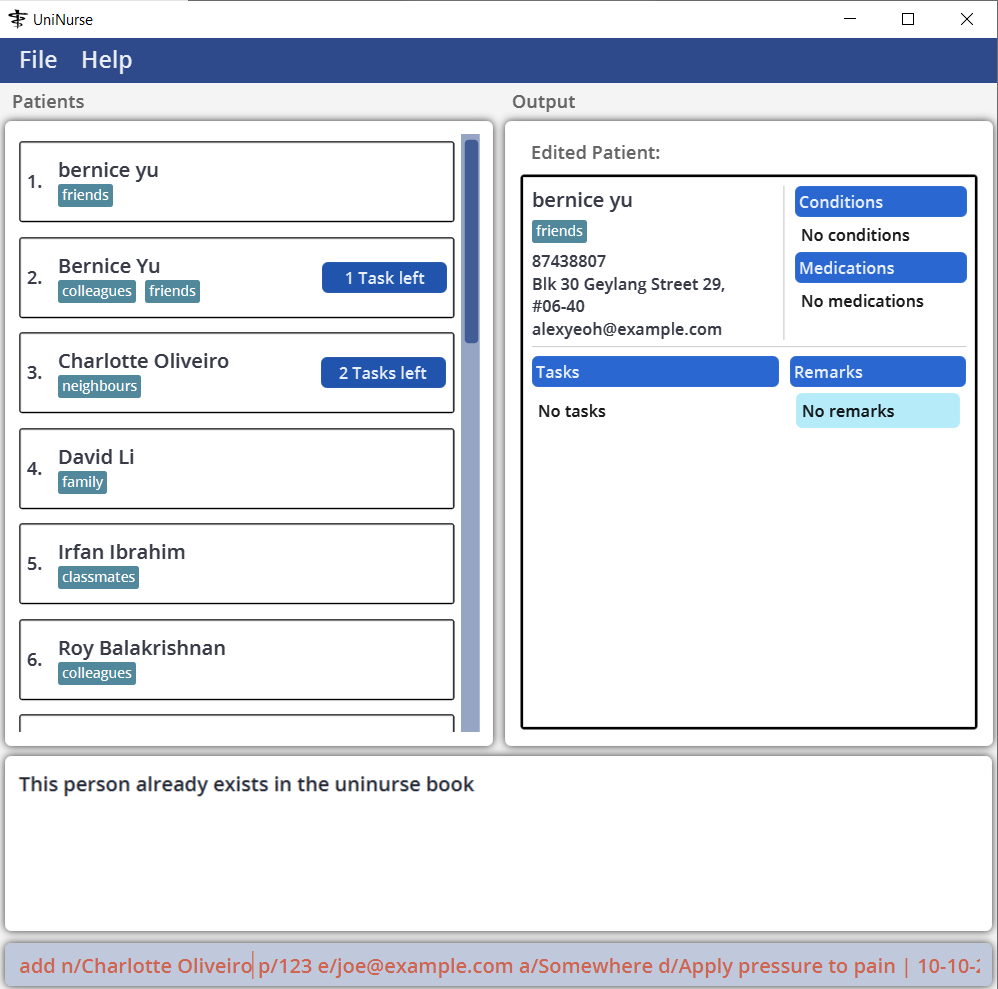 UniNurse
File Help
Patients
Output
1.
bernice yu
friends
2.
Bernice Yu
colleagues friends
1 Task left
3.
Charlotte Oliveiro
neighbours
2 Tasks left
4.
David Li
family
5.
Irfan Ibrahim
classmates
6.
Roy Balakrishnan
colleagues
Edited Patient:
bernice yu
friends
87438807
Blk 30 Geylang Street 29,
#06-40
alexyeoh@example.com
Conditions
No conditions
Medications
No medications
Tasks
No tasks
Remarks
No remarks
This person already exists in the uninurse book
add n/Charlotte Oliveiro p/123 e/joe@example.com a/Somewhere d/Apply pressure to pain | 10-10-